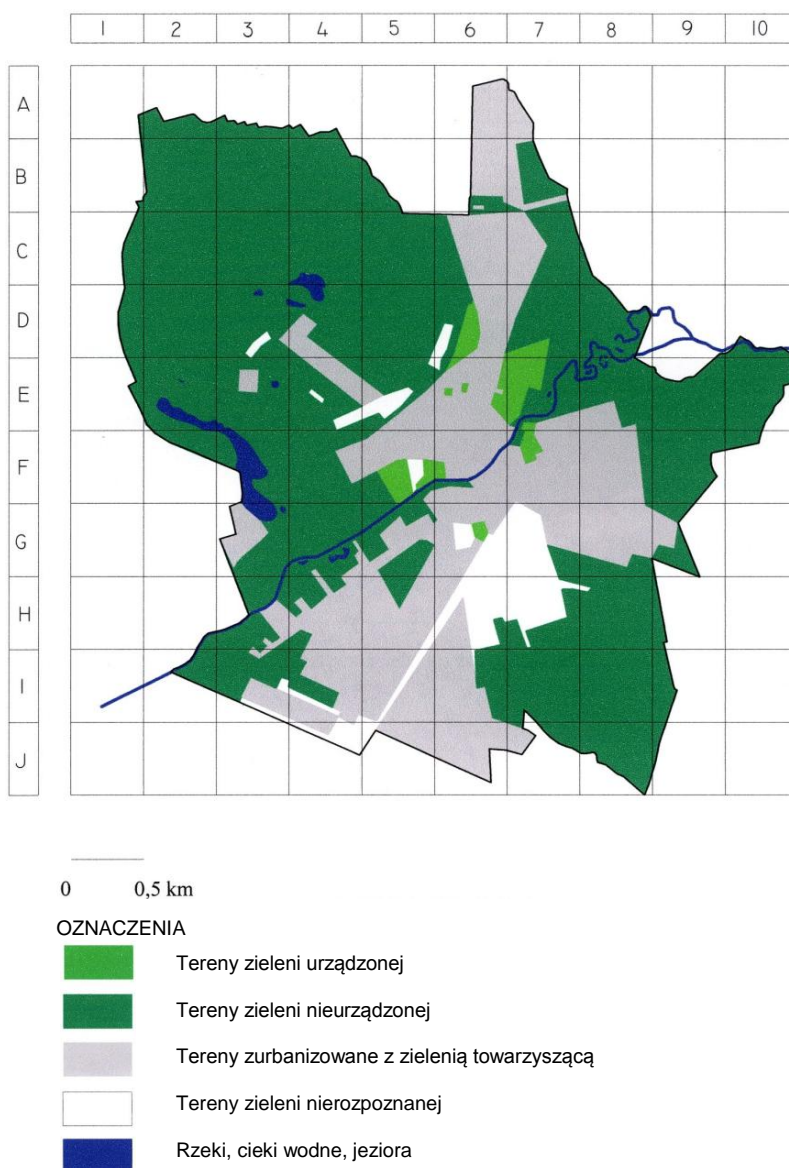 1 2 3 4 5 6 7 8 9 10
A
B
C
D
E
F
G
H
I
J
0 0,5 km
OZNACZENIA
Tereny zieleni urządzonej
Tereny zieleni nieurządzonej
Tereny zurbanizowane z zielenią towarzyszącą
Tereny zieleni nierozpoznanej
Rzeki, cieki wodne, jeziora